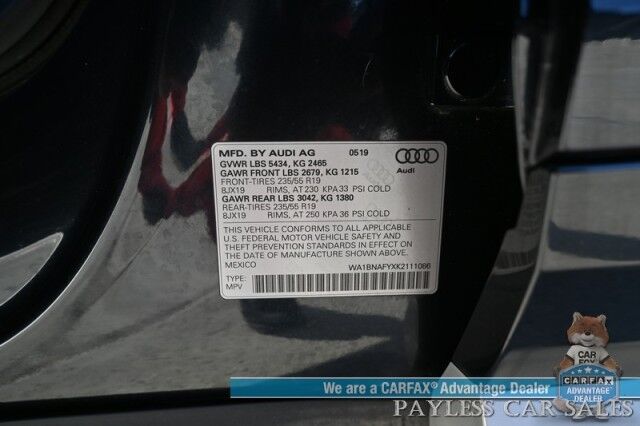 MFD. BY AUDI AG 0519
GVWR LBS 5434, KG 2465
GAWR FRONT LBS 2679, KG 1215
FRONT-TIRES 235/55 R19
8JX19 RIMS, AT 230 KPA 33 PSI COLD
GAWR REAR LBS 3042, KG 1380
REAR-TIRES 235/55 R19
8JX19 RIMS, AT 250 KPA 36 PSI COLD
Audi
THIS VEHICLE CONFORMS TO ALL APPLICABLE
U.S. FEDERAL MOTOR VEHICLE SAFETY AND
THEFT PREVENTION STANDARDS IN EFFECT ON
THE DATE OF MANUFACTURE SHOWN ABOVE.
MEXICO WA1BNAFYXK2111066
TYPE:
MPV
We are a CARFAX® Advantage Dealer
PAYLESS CAR SALES
CAR
FOX
CARFAX
ADVANTAGE
DEALER